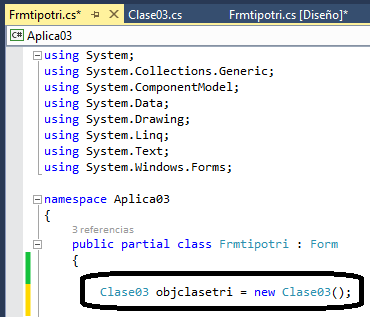 Frmtipotri.cs*
Clase03.cs
Frmtipotri.cs [Diseño]*
C# Aplica03
using System;
using System.Collections.Generic;
using System.ComponentModel;
using System.Data;
using System.Drawing;
using System.Linq;
using System.Text;
using System.Windows.Forms;
namespace Aplica03
{
3 referencias
public partial class Frmtipotri : Form
{
Clase03 objclasetri = new Clase03();